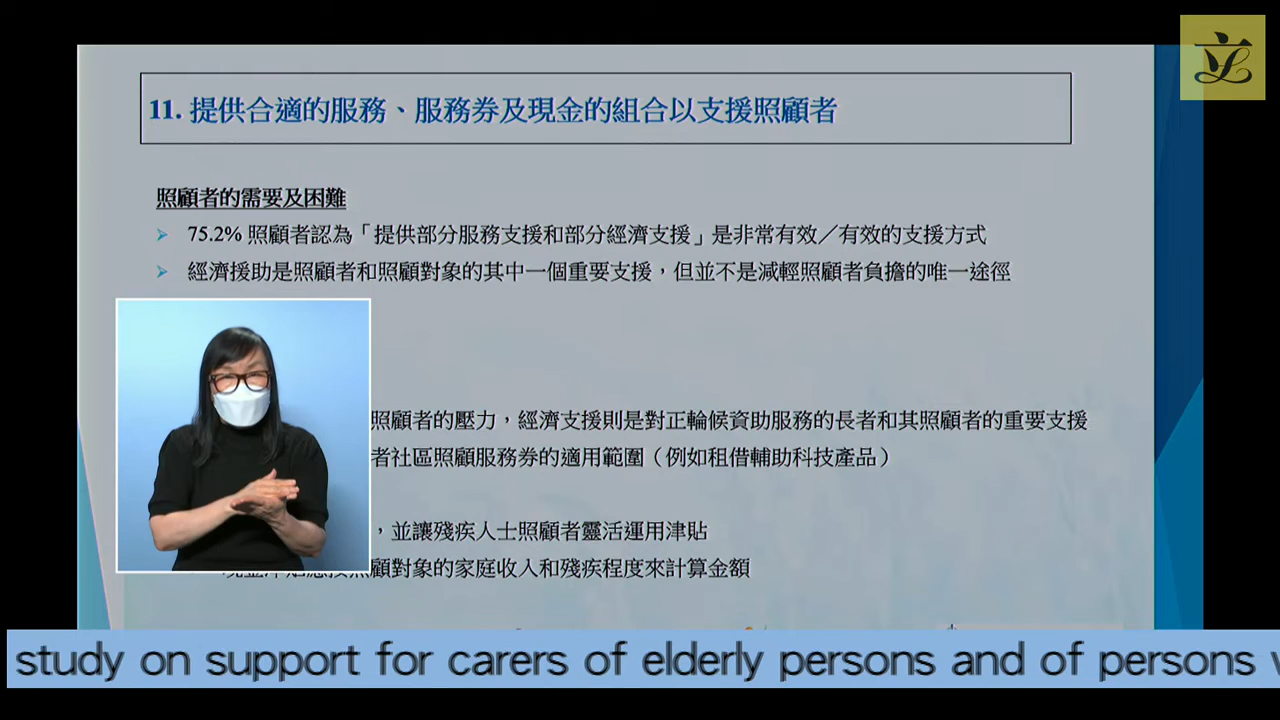 11. 提供合適的服務、服務券及現金的組合以支援照顧者
照顧者的需要及困難
75.2% 照顧者認為「提供部分服務支援和部分經濟支援」是非常有效／有效的支援方式
經濟援助是照顧者和照顧對象的其中一個重要支援，但並不是減輕照顧者負擔的唯一途徑
照顧者的壓力，經濟支援則是對正輪候資助服務的長者和其照顧者的重要支援
者社區照顧服務券的適用範圍（例如租借輔助科技產品）
，並讓殘疾人士照顧者靈活運用津貼
照顧對象的家庭收入和殘疾程度來計算金額
study on support for carers of elderly persons and of persons